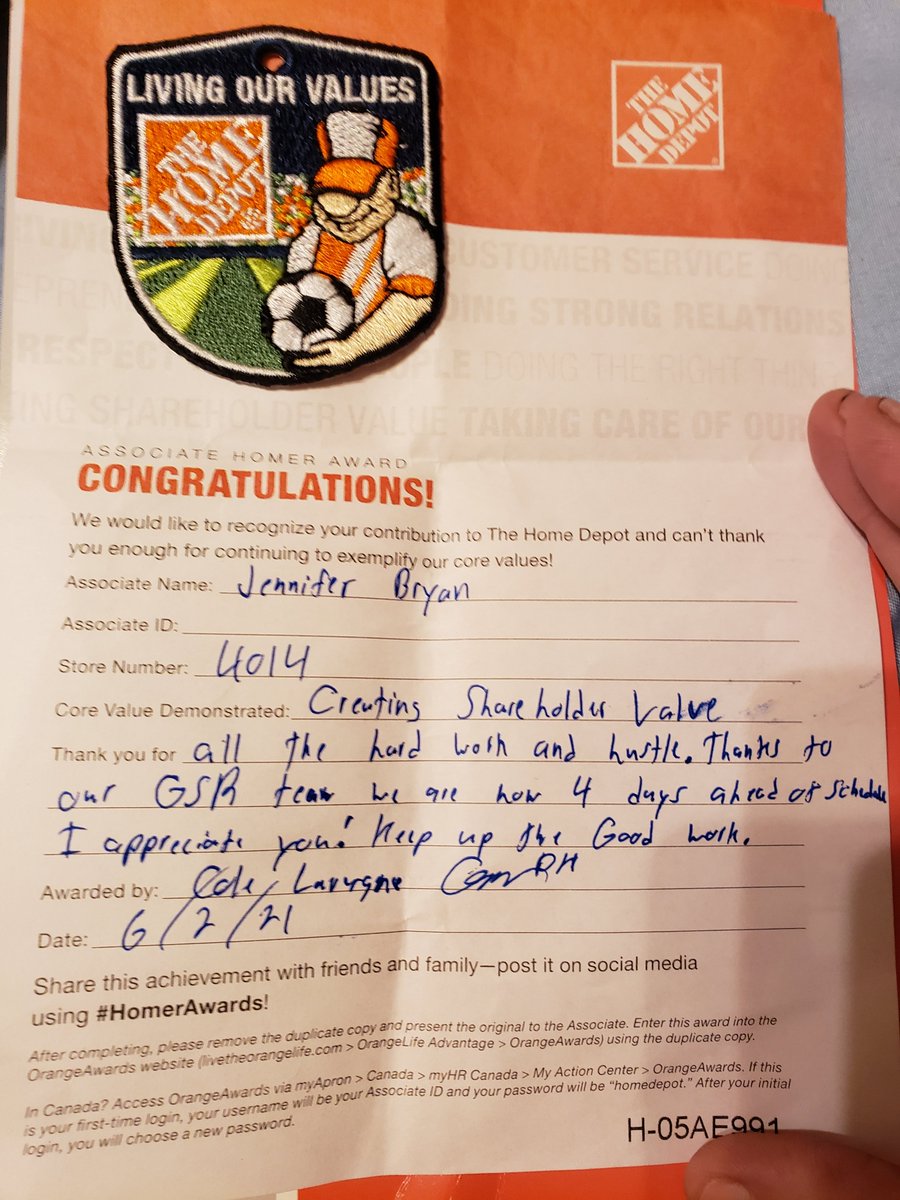 LIVING OUR VALUES
THE HOME DEPOT
THE HOME DEPOT
CUSTOMER SERVICE
STRONG RELATIONS
RESPECT DOING THE RIGHT THIN
SHAREHOLDER VALUE TAKING CARE OF OUR
ASSOCIATE HOMER AWARD
CONGRATULATIONS!
We would like to recognize your contribution to The Home Depot and can't thank
you enough for continuing to exemplify our core values!
Associate Name: Jennifer Bryan
Associate ID:
Store Number: 4014
Core Value Demonstrated: Creating Shareholder Value
Thank you for all the hard work and hustle. Thanks to
our GSR team we are now 4 days ahead of schedule
I appreciate you! Keep up the Good work.
Awarded by: Cole
Date: 6/2/21
Share this achievement with friends and family—post it on social media
using #HomerAwards!
After completing, please remove the duplicate copy and present the original to the Associate. Enter this award into the
OrangeAwards website (livetheorangelife.com > OrangeLife Advantage > OrangeAwards) using the duplicate copy.
In Canada? Access OrangeAwards via myApron > Canada > myHR Canada > My Action Center > OrangeAwards. If this
is your first-time login, your username will be your Associate ID and your password will be "homedepot." After your initial
login, you will choose a new password.
H-05AE991